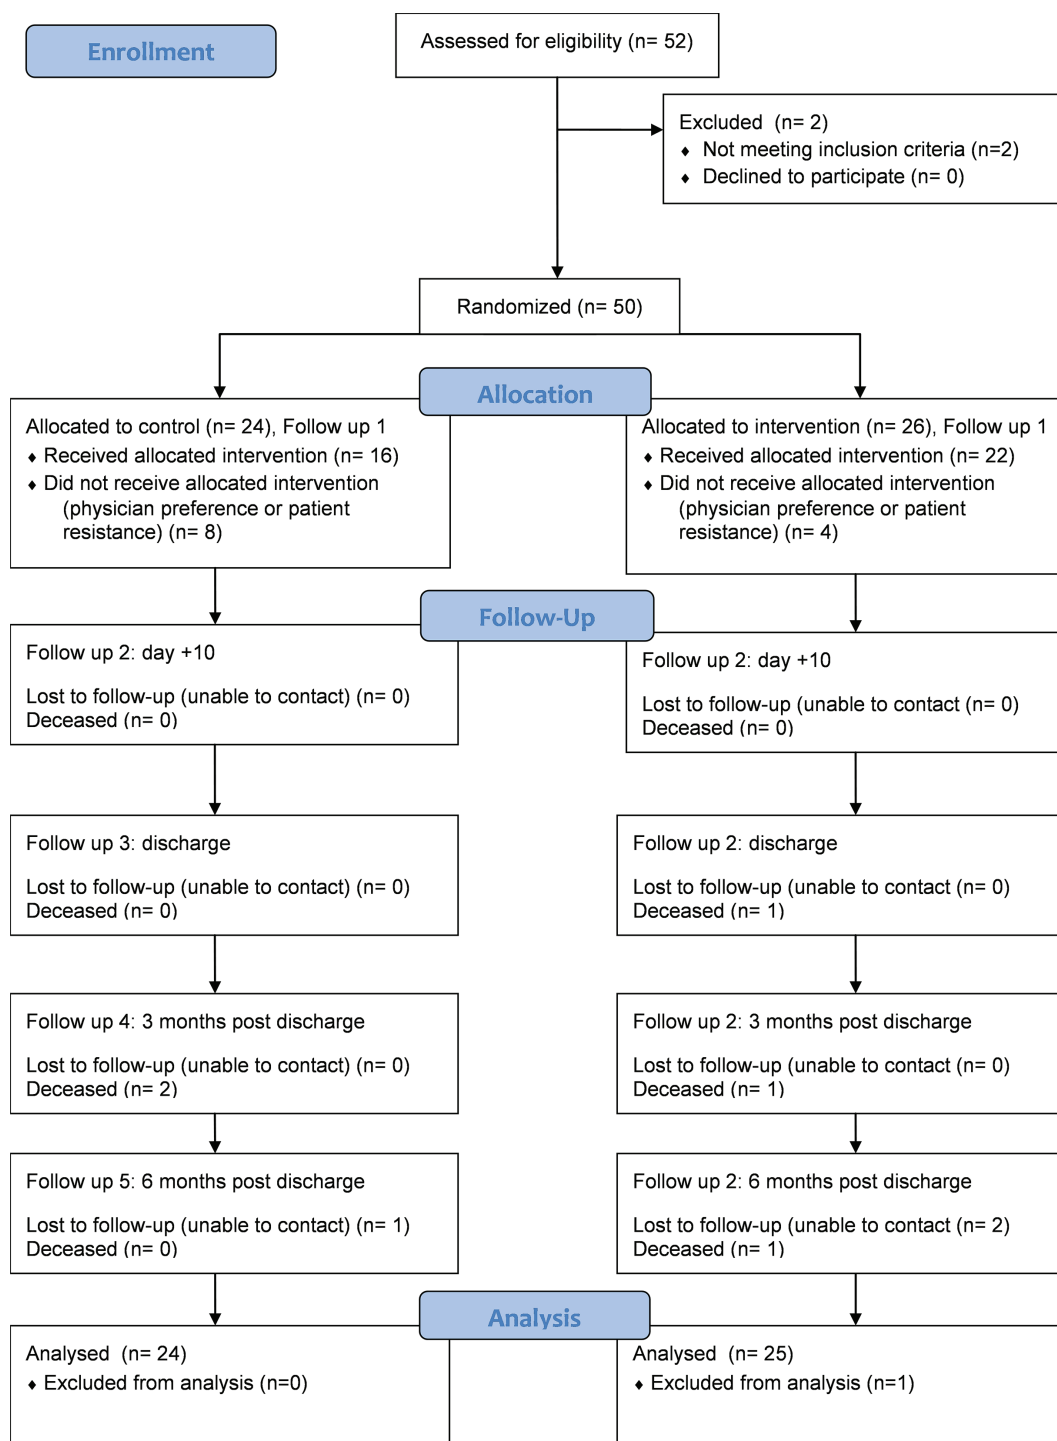 Enrollment
Assessed for eligibility (n= 52)
Excluded (n= 2)
♦ Not meeting inclusion criteria (n=2)
♦ Declined to participate (n= 0)
Randomized (n= 50)
Allocation
Allocated to control (n= 24), Follow up 1
♦ Received allocated intervention (n= 16)
♦ Did not receive allocated intervention
(physician preference or patient
resistance) (n= 8)
Allocated to intervention (n= 26), Follow up 1
♦ Received allocated intervention (n= 22)
♦ Did not receive allocated intervention
(physician preference or patient
resistance) (n= 4)
Follow-Up
Follow up 2: day +10
Lost to follow-up (unable to contact) (n= 0)
Deceased (n= 0)
Follow up 2: day +10
Lost to follow-up (unable to contact (n= 0)
Deceased (n= 0)
Follow up 3: discharge
Lost to follow-up (unable to contact) (n= 0)
Deceased (n= 0)
Follow up 2: discharge
Lost to follow-up (unable to contact (n= 0)
Deceased (n= 1)
Follow up 4: 3 months post discharge
Lost to follow-up (unable to contact) (n= 0)
Deceased (n= 2)
Follow up 2: 3 months post discharge
Lost to follow-up (unable to contact (n= 0)
Deceased (n= 1)
Follow up 5: 6 months post discharge
Lost to follow-up (unable to contact) (n= 1)
Deceased (n= 0)
Follow up 2: 6 months post discharge
Lost to follow-up (unable to contact (n= 2)
Deceased (n= 1)
Analysis
Analysed (n= 24)
♦ Excluded from analysis (n=0)
Analysed (n= 25)
♦ Excluded from analysis (n=1)